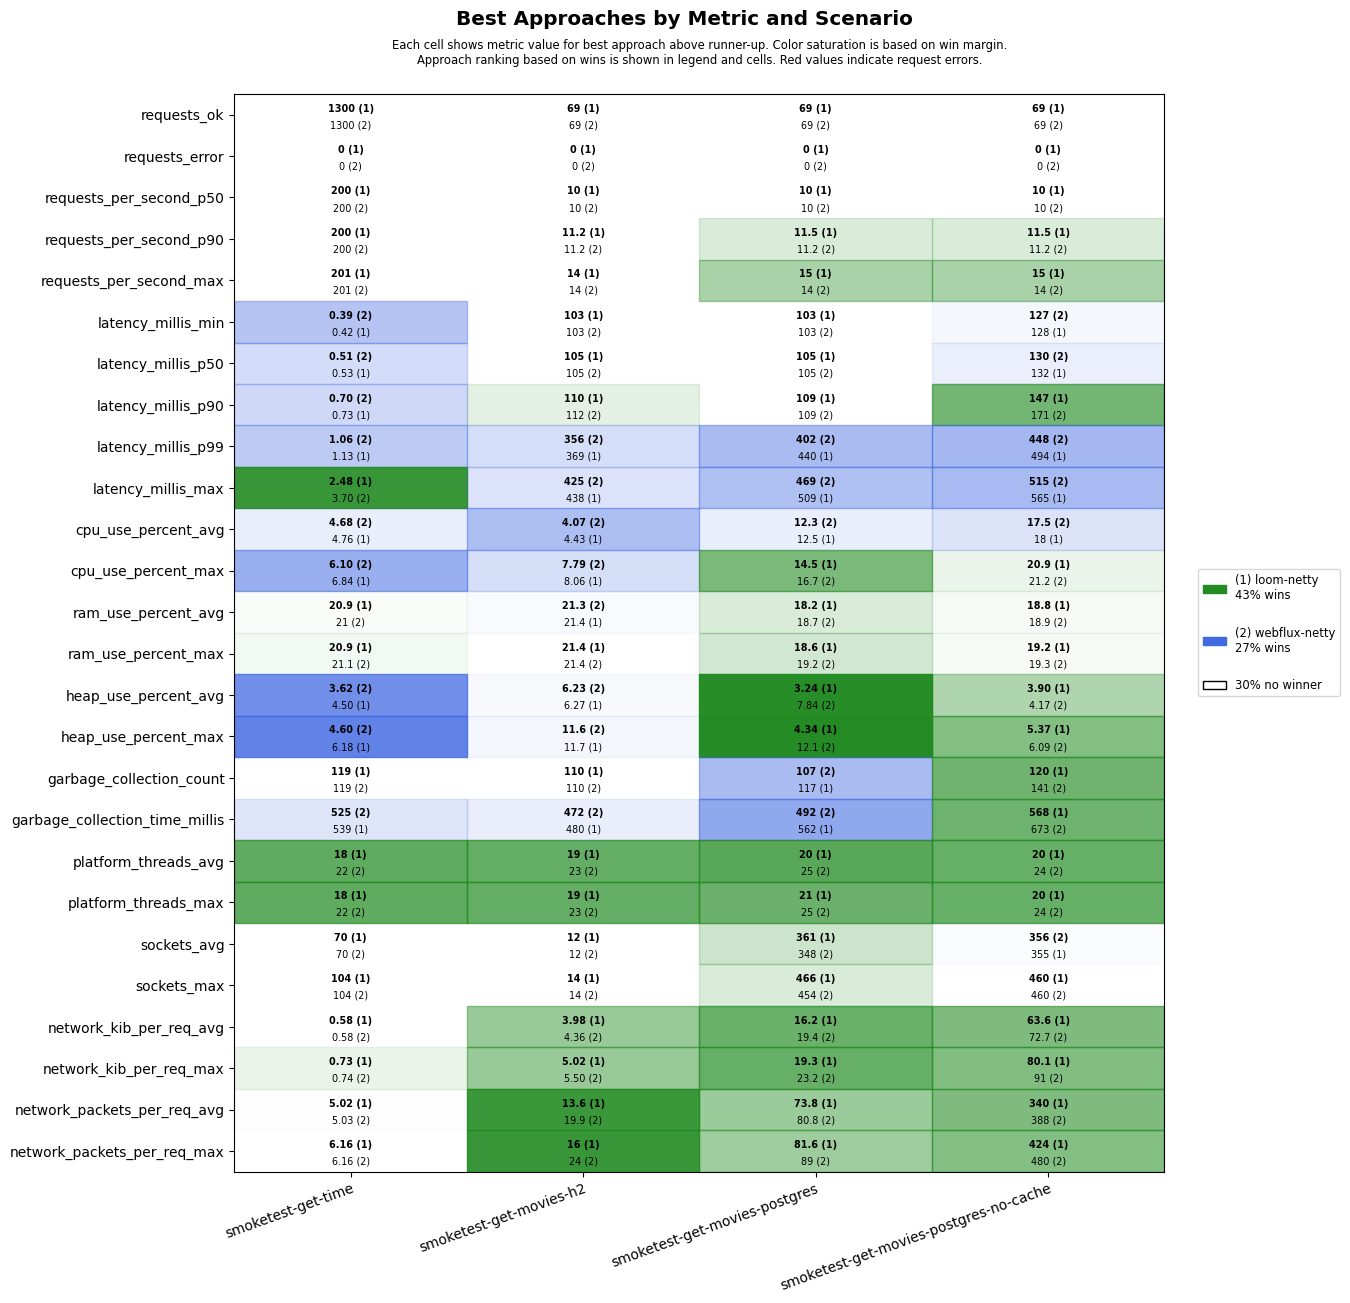 Best Approaches by Metric and Scenario
Each cell shows metric value for best approach above runner-up. Color saturation is based on win margin.
Approach ranking based on wins is shown in legend and cells. Red values indicate request errors.
requests_ok
1300 (1) 69 (1) 69 (1) 69 (1)
1300 (2) 69 (2) 69 (2) 69 (2)
requests_error
0 (1) 0 (1) 0 (1) 0 (1)
0 (2) 0 (2) 0 (2) 0 (2)
requests_per_second_p50
200 (1) 10 (1) 10 (1) 10 (1)
200 (2) 10 (2) 10 (2) 10 (2)
requests_per_second_p90
200 (1) 11.2 (1) 11.5 (1) 11.5 (1)
200 (2) 11.2 (2) 11.2 (2) 11.2 (2)
requests_per_second_max
201 (1) 14 (1) 15 (1) 15 (1)
201 (2) 14 (2) 14 (2) 14 (2)
latency_millis_min
0.39 (2) 103 (1) 103 (1) 127 (2)
0.42 (1) 103 (2) 103 (2) 128 (1)
latency_millis_p50
0.51 (2) 105 (1) 105 (1) 130 (2)
0.53 (1) 105 (2) 105 (2) 132 (1)
latency_millis_p90
0.70 (2) 110 (1) 109 (1) 147 (1)
0.73 (1) 112 (2) 109 (2) 171 (2)
latency_millis_p99
1.06 (2) 356 (2) 402 (2) 448 (2)
1.13 (1) 369 (1) 440 (1) 494 (1)
latency_millis_max
2.48 (1) 425 (2) 469 (2) 515 (2)
3.70 (2) 438 (1) 509 (1) 565 (1)
cpu_use_percent_avg
4.68 (2) 4.07 (2) 12.3 (2) 17.5 (2)
4.76 (1) 4.43 (1) 12.5 (1) 18 (1)
cpu_use_percent_max
6.10 (2) 7.79 (2) 14.5 (1) 20.9 (1)
6.84 (1) 8.06 (1) 16.7 (2) 21.2 (2)
ram_use_percent_avg
20.9 (1) 21.3 (2) 18.2 (1) 18.8 (1)
21 (2) 21.4 (1) 18.7 (2) 18.9 (2)
ram_use_percent_max
20.9 (1) 21.4 (1) 18.6 (1) 19.2 (1)
21.1 (2) 21.4 (2) 19.2 (2) 19.3 (2)
heap_use_percent_avg
3.62 (2) 6.23 (2) 3.24 (1) 3.90 (1)
4.50 (1) 6.27 (1) 7.84 (2) 4.17 (2)
heap_use_percent_max
4.60 (2) 11.6 (2) 4.34 (1) 5.37 (1)
6.18 (1) 11.7 (1) 12.1 (2) 6.09 (2)
garbage_collection_count
119 (1) 110 (1) 107 (2) 120 (1)
119 (2) 110 (2) 117 (1) 141 (2)
garbage_collection_time_millis
525 (2) 472 (2) 492 (2) 568 (1)
539 (1) 480 (1) 562 (1) 673 (2)
platform_threads_avg
18 (1) 19 (1) 20 (1) 20 (1)
22 (2) 23 (2) 25 (2) 24 (2)
platform_threads_max
18 (1) 19 (1) 21 (1) 20 (1)
22 (2) 23 (2) 25 (2) 24 (2)
sockets_avg
70 (1) 12 (1) 361 (1) 356 (2)
70 (2) 12 (2) 348 (2) 355 (1)
sockets_max
104 (1) 14 (1) 466 (1) 460 (1)
104 (2) 14 (2) 454 (2) 460 (2)
network_kib_per_req_avg
0.58 (1) 3.98 (1) 16.2 (1) 63.6 (1)
0.58 (2) 4.36 (2) 19.4 (2) 72.7 (2)
network_kib_per_req_max
0.73 (1) 5.02 (1) 19.3 (1) 80.1 (1)
0.74 (2) 5.50 (2) 23.2 (2) 91 (2)
network_packets_per_req_avg
5.02 (1) 13.6 (1) 73.8 (1) 340 (1)
5.03 (2) 19.9 (2) 80.8 (2) 388 (2)
network_packets_per_req_max
6.16 (1) 16 (1) 81.6 (1) 424 (1)
6.16 (2) 24 (2) 89 (2) 480 (2)
smoketest-get-time
smoketest-get-movies-h2
smoketest-get-movies-postgres
smoketest-get-movies-postgres-no-cache
(1) loom-netty
43% wins
(2) webflux-netty
27% wins
30% no winner